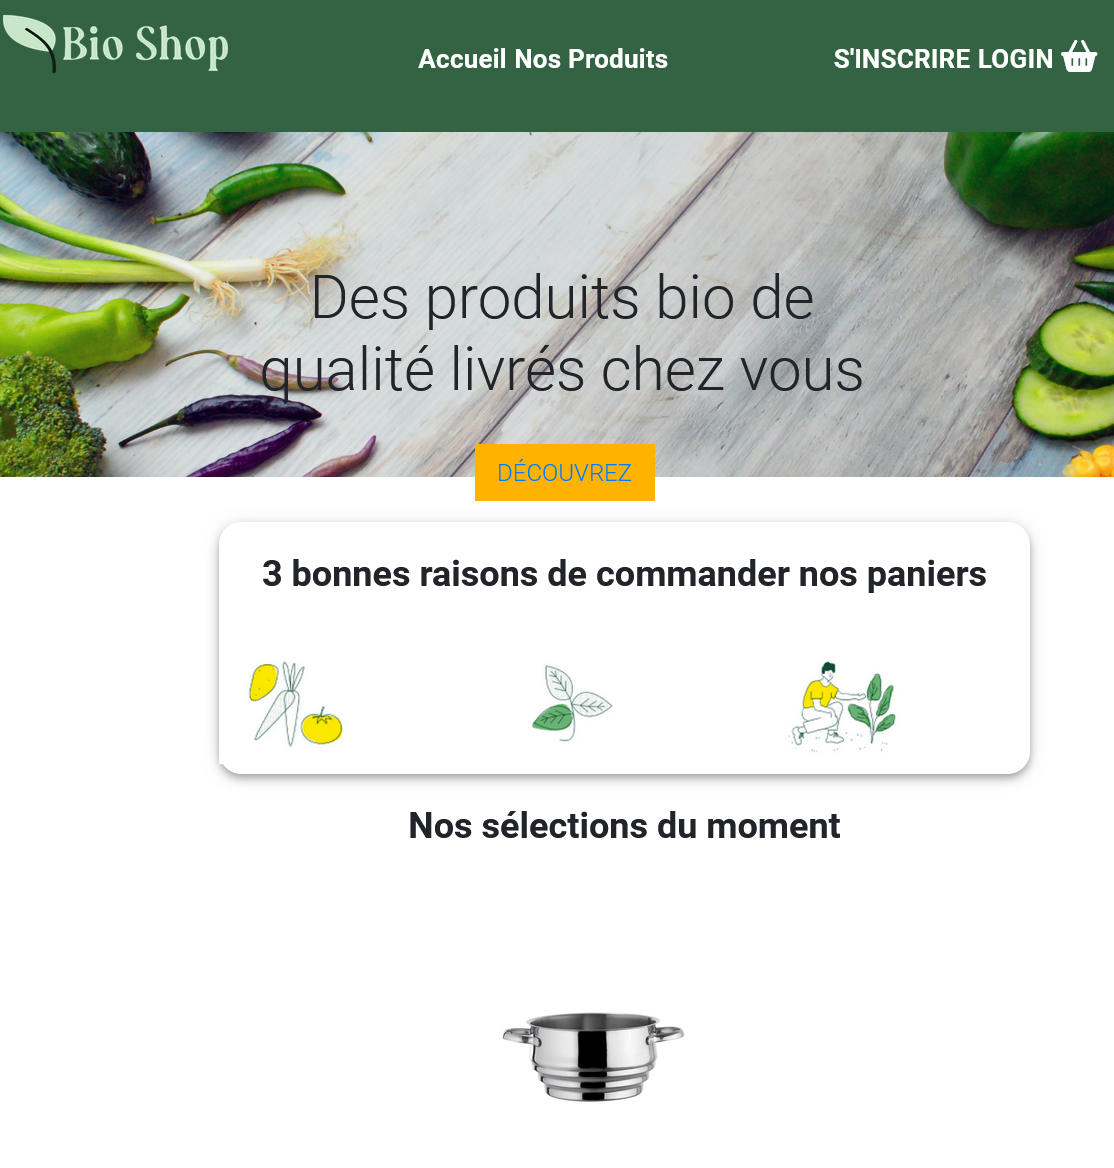 Bio Shop
Accueil Nos Produits
S'INSCRIRE LOGIN
Des produits bio de
qualité livrés chez vous
DÉCOUVREZ
3 bonnes raisons de commander nos paniers
Nos sélections du moment